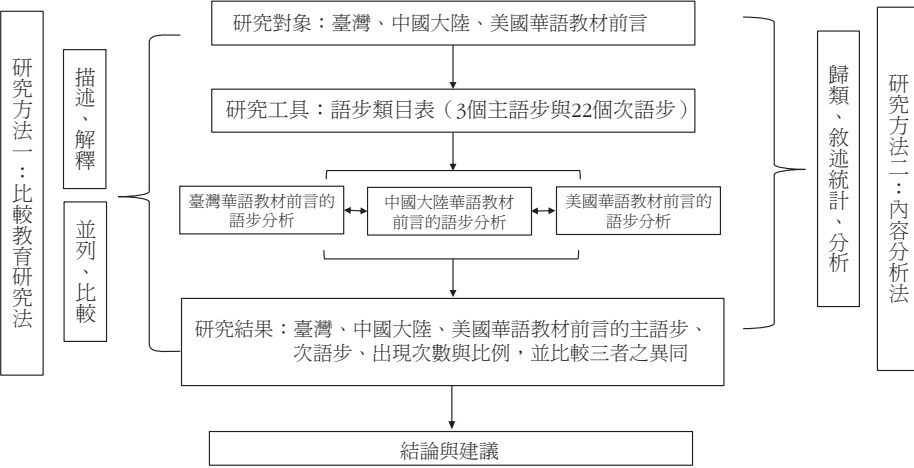 研究方法一：比較教育研究法
描述、解釋
並列、比較
研究對象：臺灣、中國大陸、美國華語教材前言
研究工具：語步類目表（3個主語步與22個次語步）
臺灣華語教材前言的
語步分析
中國大陸華語教材
前言的語步分析
美國華語教材前言的
語步分析
研究結果：臺灣、中國大陸、美國華語教材前言的主語步、
次語步、出現次數與比例，並比較三者之異同
結論與建議
歸類、敘述統計、分析
研究方法二：內容分析法